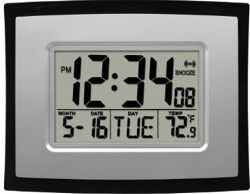 PM 12:34 08
SNOOZE
MONTH DATE DAY TEMP
5-16 TUE 72.9°F